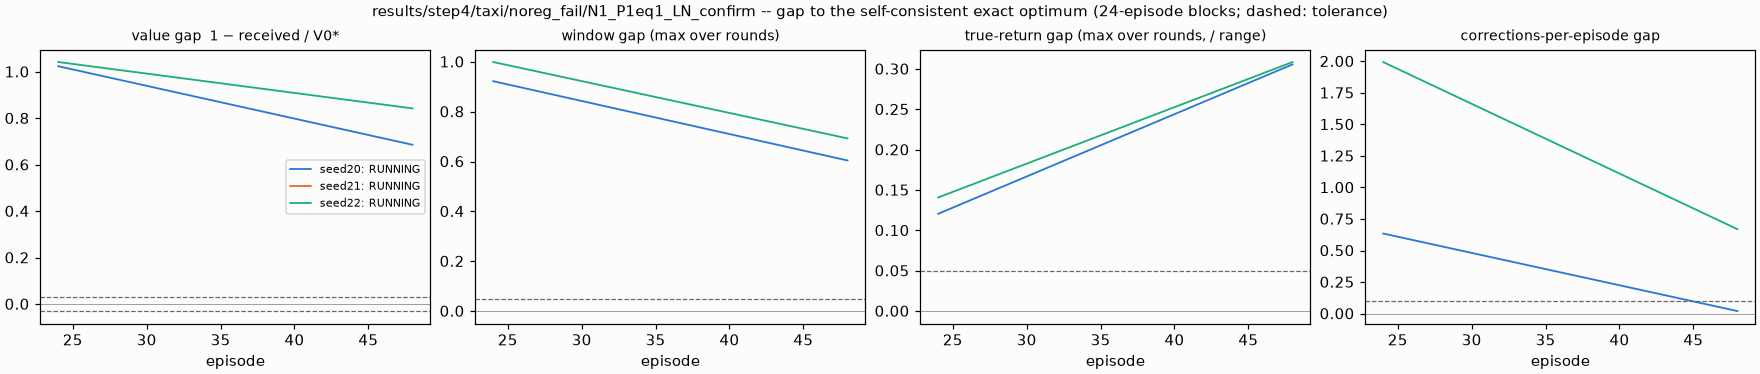 results/step4/taxi/noreg_fail/N1_P1eq1_LN_confirm -- gap to the self-consistent exact optimum (24-episode blocks; dashed: tolerance)
value gap 1 − received / V0*
1.0
0.8
0.6
0.4
0.2
0.0
seed20: RUNNING
seed21: RUNNING
seed22: RUNNING
25 30 35 40 45
episode
window gap (max over rounds)
1.0
0.8
0.6
0.4
0.2
0.0
25 30 35 40 45
episode
true-return gap (max over rounds, / range)
0.30
0.25
0.20
0.15
0.10
0.05
0.00
25 30 35 40 45
episode
corrections-per-episode gap
2.00
1.75
1.50
1.25
1.00
0.75
0.50
0.25
0.00
25 30 35 40 45
episode